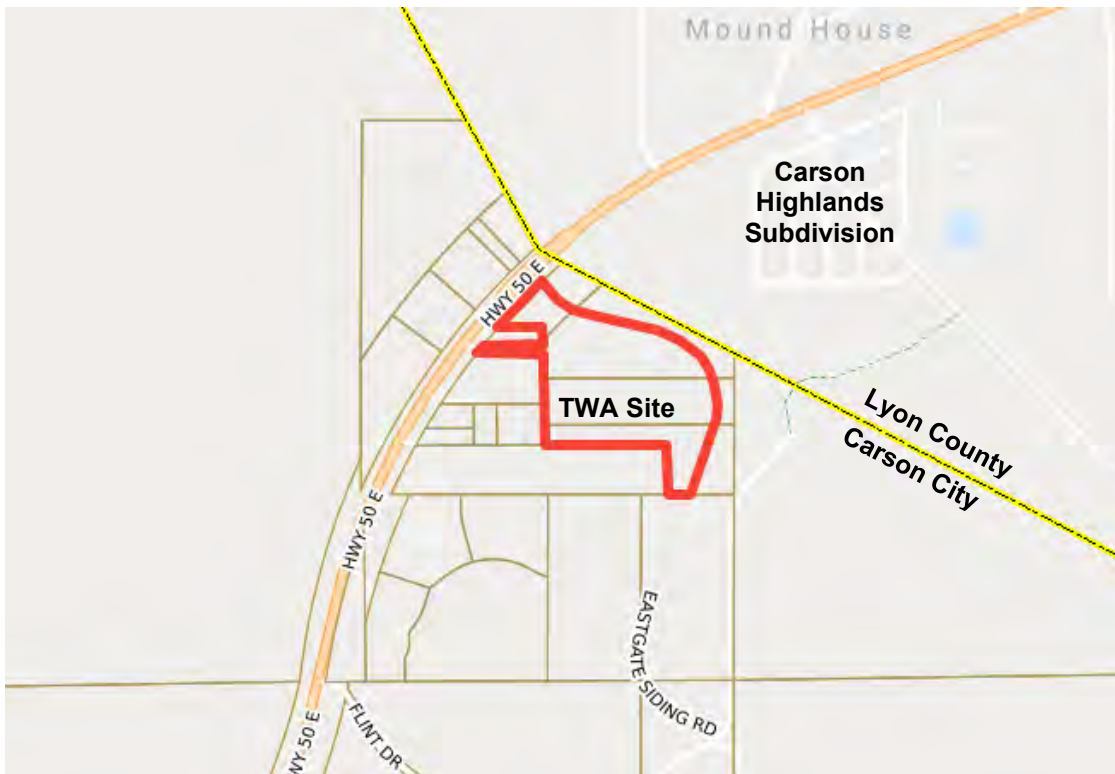 Mound House
Carson
Highlands
Subdivision
HWY 50 E
TWA Site
Lyon County
Carson City
HWY 50 E
EASTGATE SIDING RD
FLINT DR
WY 50 E